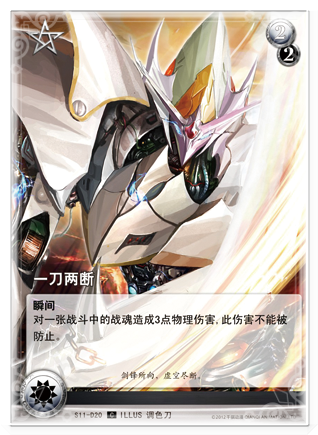 2
2
一刀两断
瞬间
对一张战斗中的战魂造成3点物理伤害,此伤害不能被
防止。
剑锋所向，虚空尽断。
S11-020 C ILLUS 调色刀